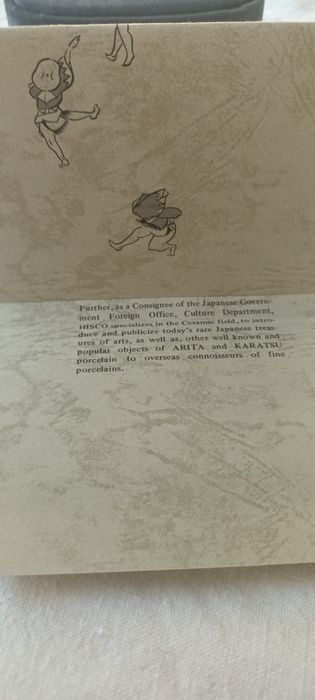 Further, as a Consignee of the Japanese Govern-
ment Foreign Office, Culture Department,
HISCO specializes in the Ceramic field, to intro-
duce and publicize today's rare Japanese treas-
ures of arts, as well as, other well known and
popular objects of ARITA and KARATSU
porcelain to overseas connoisseurs of fine
porcelains.